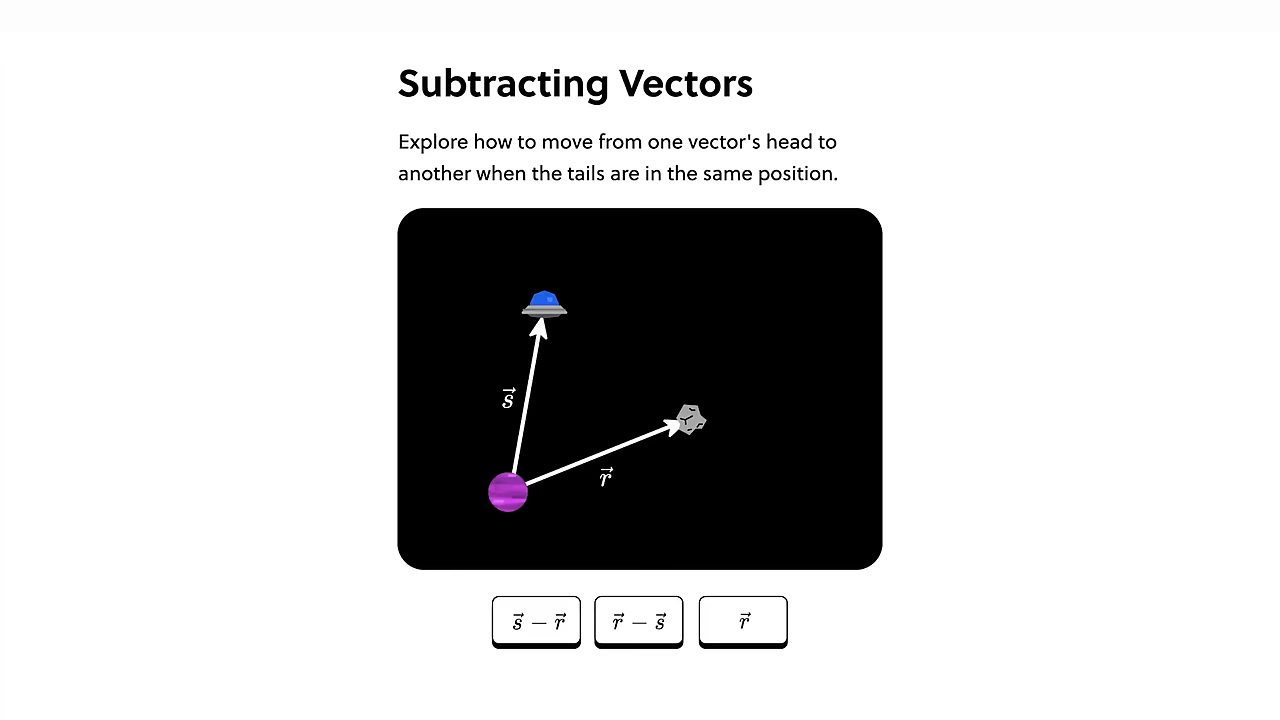 Subtracting Vectors
Explore how to move from one vector's head to
another when the tails are in the same position.
s⃗
r⃗
s⃗ − r⃗
r⃗ − s⃗
r⃗